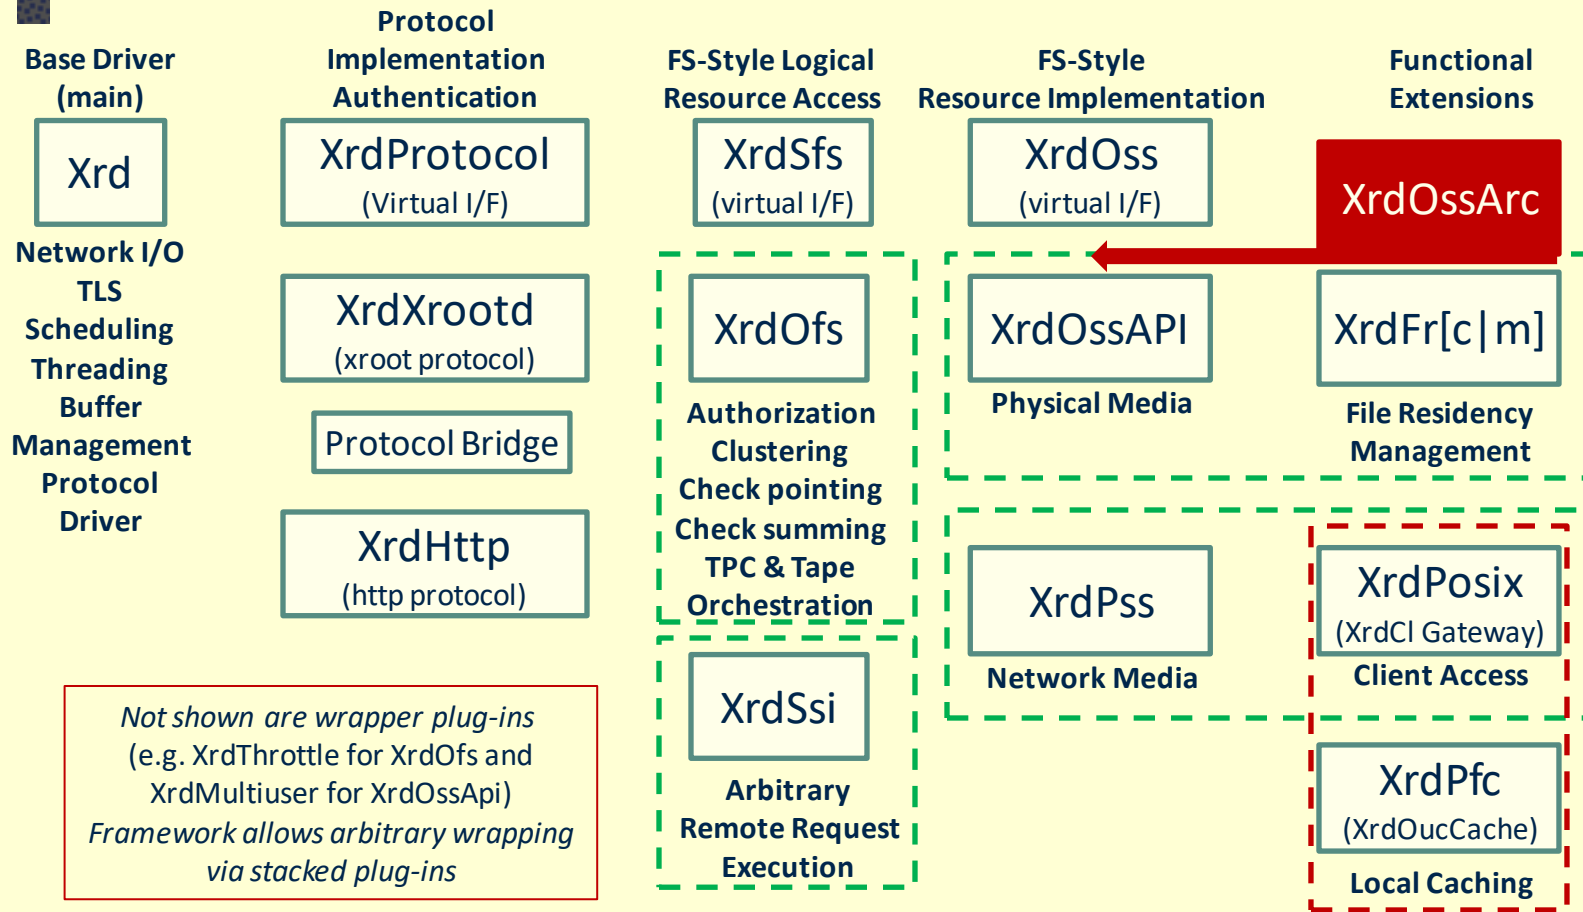 Base Driver
(main)
Xrd
Network I/O
TLS
Scheduling
Threading
Buffer
Management
Protocol
Driver
Protocol
Implementation
Authentication
XrdProtocol
(Virtual I/F)
XrdXrootd
(xroot protocol)
Protocol Bridge
XrdHttp
(http protocol)
Not shown are wrapper plug-ins
(e.g. XrdThrottle for XrdOfs and
XrdMultiuser for XrdOssApi)
Framework allows arbitrary wrapping
via stacked plug-ins
FS-Style Logical
Resource Access
XrdSfs
(virtual I/F)
XrdOfs
Authorization
Clustering
Check pointing
Check summing
TPC & Tape
Orchestration
XrdSsi
Arbitrary
Remote Request
Execution
FS-Style
Resource Implementation
XrdOss
(virtual I/F)
XrdOssAPI
Physical Media
XrdPss
Network Media
Functional
Extensions
XrdOssArc
XrdFr[c|m]
File Residency
Management
XrdPosix
(XrdCl Gateway)
Client Access
XrdPfc
(XrdOucCache)
Local Caching